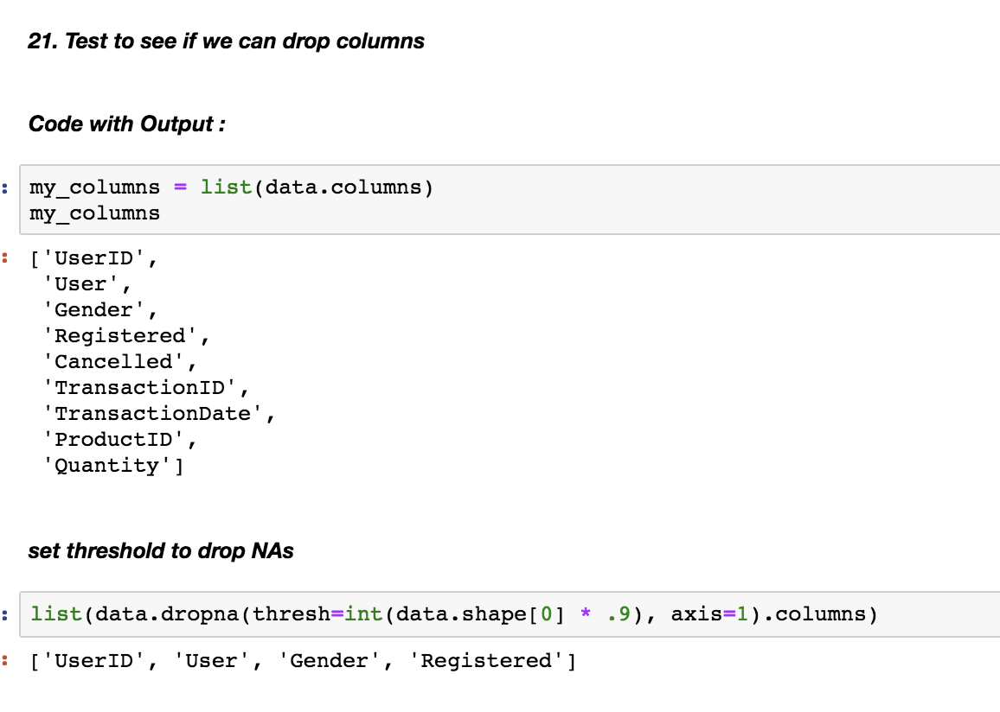 21. Test to see if we can drop columns
Code with Output :
: my_columns = list(data.columns)
my_columns
: ['UserID',
'User',
'Gender',
'Registered',
'Cancelled',
'TransactionID',
'TransactionDate',
'ProductID',
'Quantity']
set threshold to drop NAs
: list(data.dropna(thresh=int(data.shape[0] * .9), axis=1).columns)
: ['UserID', 'User', 'Gender', 'Registered']